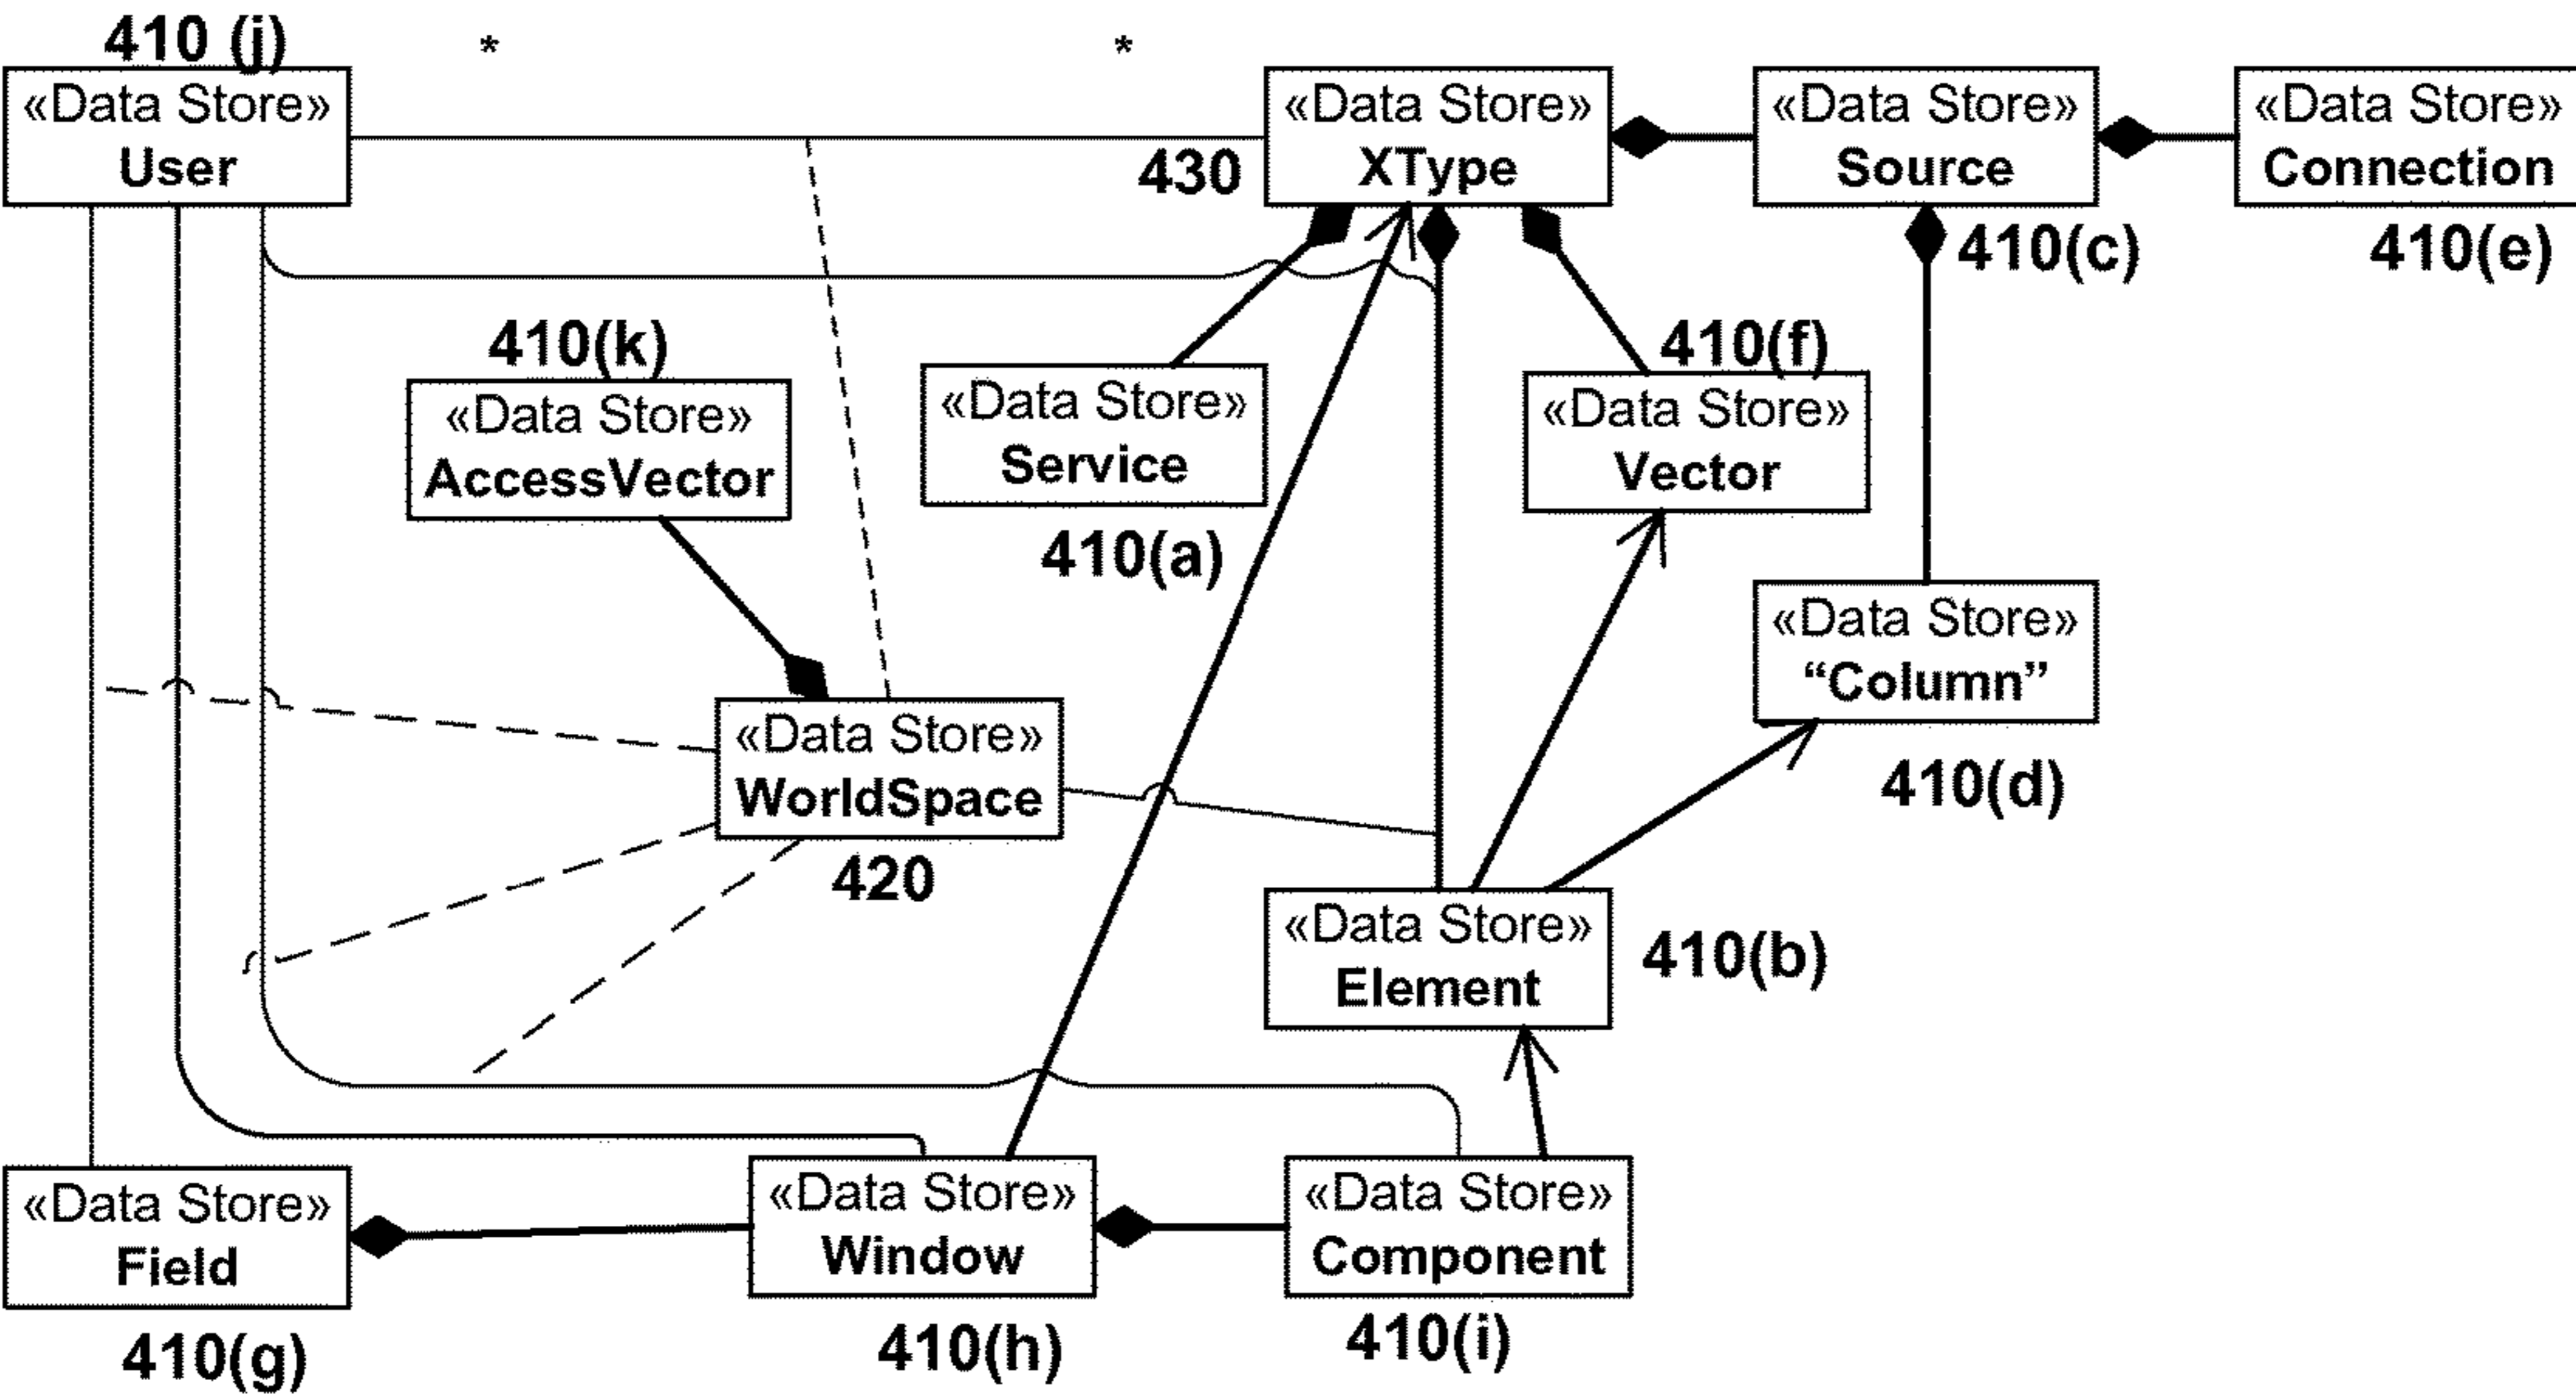 410 (j)
*
*
«Data Store»
User
430
«Data Store»
XType
«Data Store»
Source
410(c)
«Data Store»
Connection
410(e)
410(k)
«Data Store»
AccessVector
«Data Store»
Service
410(a)
410(f)
«Data Store»
Vector
«Data Store»
“Column”
410(d)
«Data Store»
WorldSpace
420
«Data Store»
Element
410(b)
«Data Store»
Field
410(g)
«Data Store»
Window
410(h)
«Data Store»
Component
410(i)